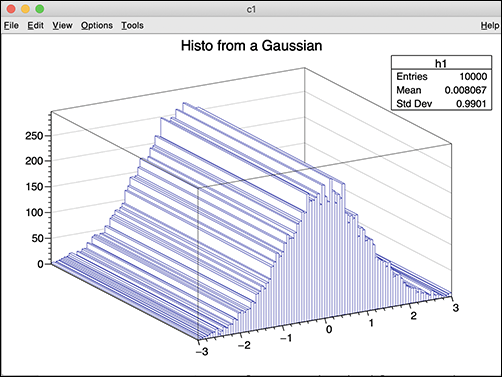 c1
File Edit View Options Tools Help
Histo from a Gaussian
h1
Entries 10000
Mean 0.008067
Std Dev 0.9901
250
200
150
100
50
0
−3
−2
−1
0
1
2
3